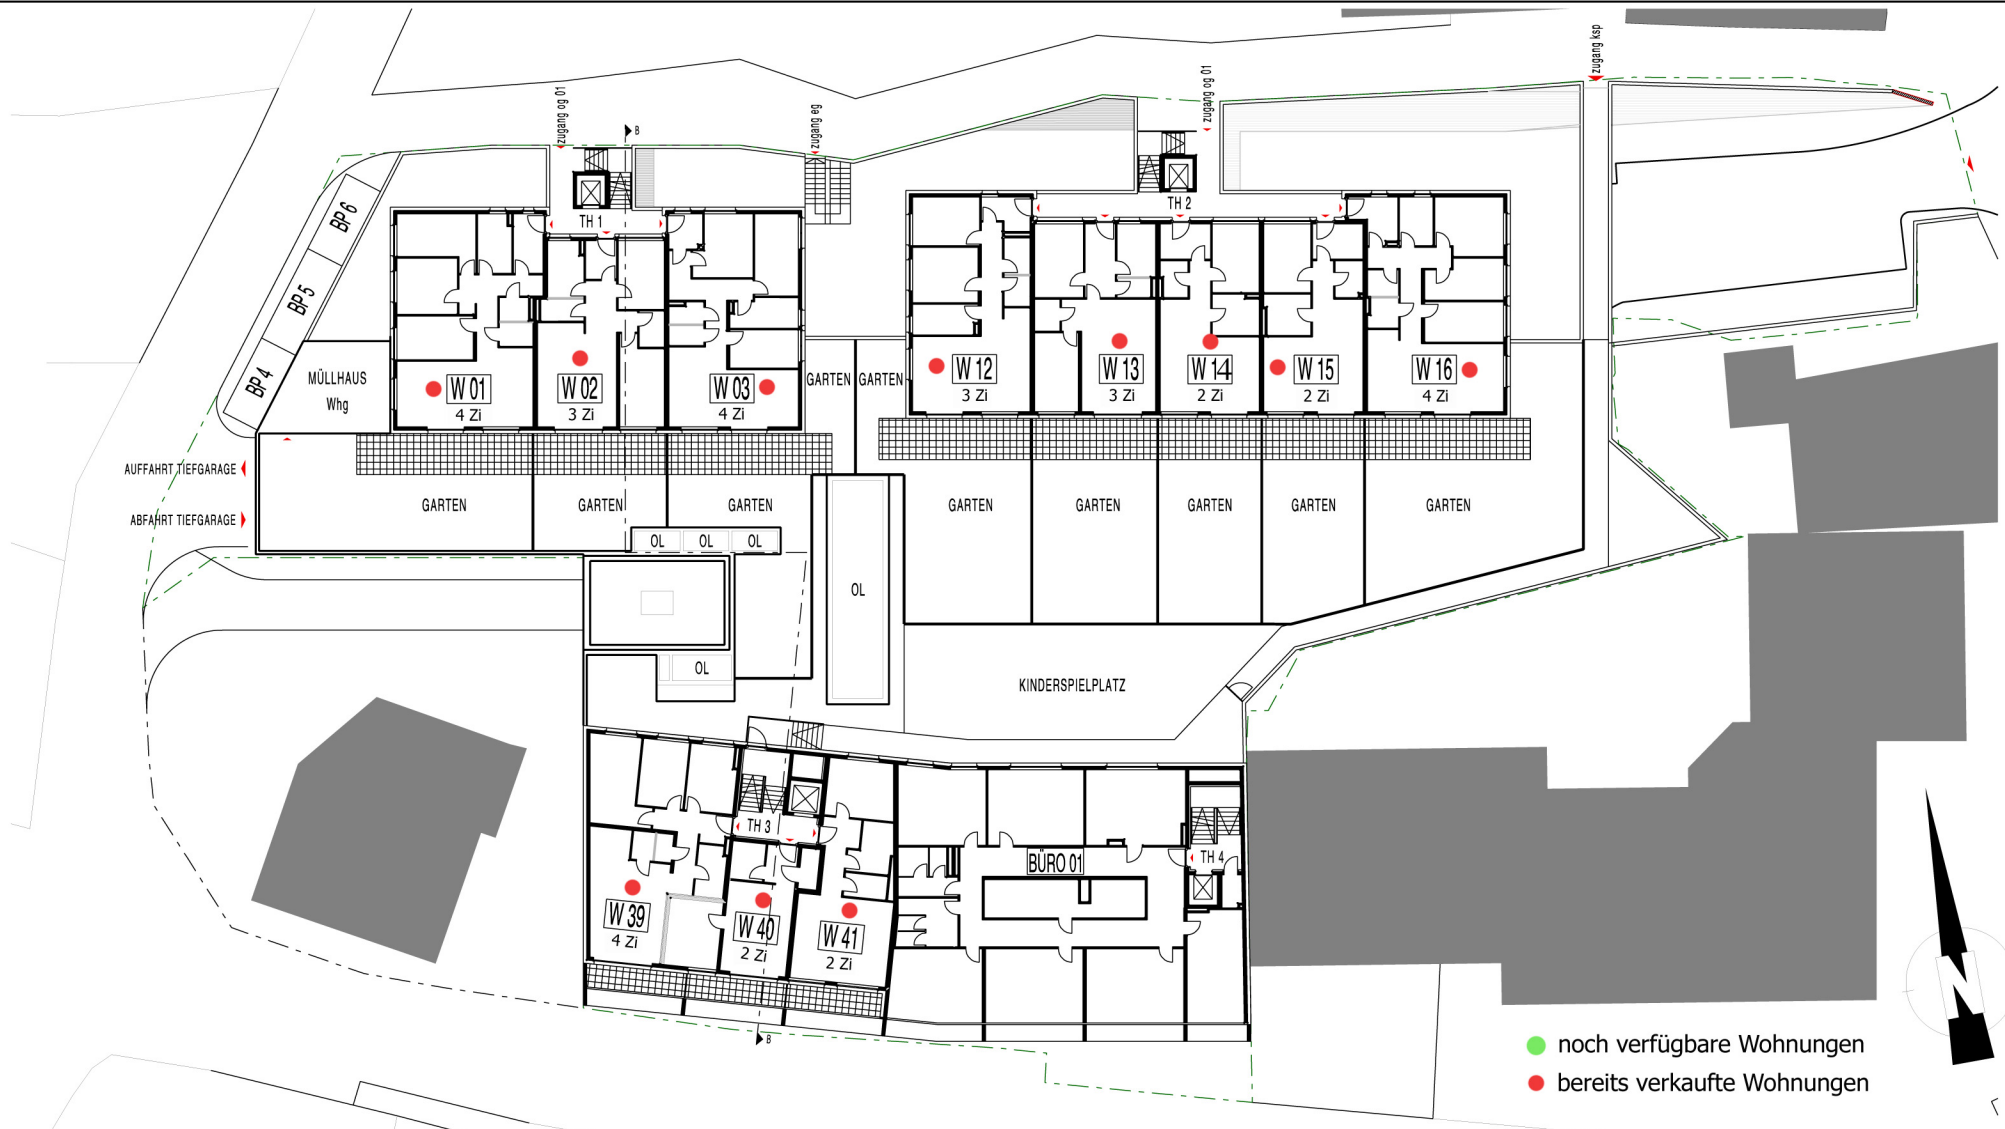 zugang ksp
zugang og 01
zugang og 01
zugang eg
B
BP 6
BP 5
BP 4
TH 1
TH 2
MÜLLHAUS
Whg
W 01
4 Zi
W 02
3 Zi
W 03
4 Zi
GARTEN
GARTEN
W 12
3 Zi
W 13
3 Zi
W 14
2 Zi
W 15
2 Zi
W 16
4 Zi
AUFFAHRT TIEFGARAGE
ABFAHRT TIEFGARAGE
GARTEN
GARTEN
GARTEN
GARTEN
GARTEN
GARTEN
GARTEN
GARTEN
OL
OL
OL
OL
OL
KINDERSPIELPLATZ
TH 3
TH 4
BÜRO 01
W 39
4 Zi
W 40
2 Zi
W 41
2 Zi
B
N
noch verfügbare Wohnungen
bereits verkaufte Wohnungen